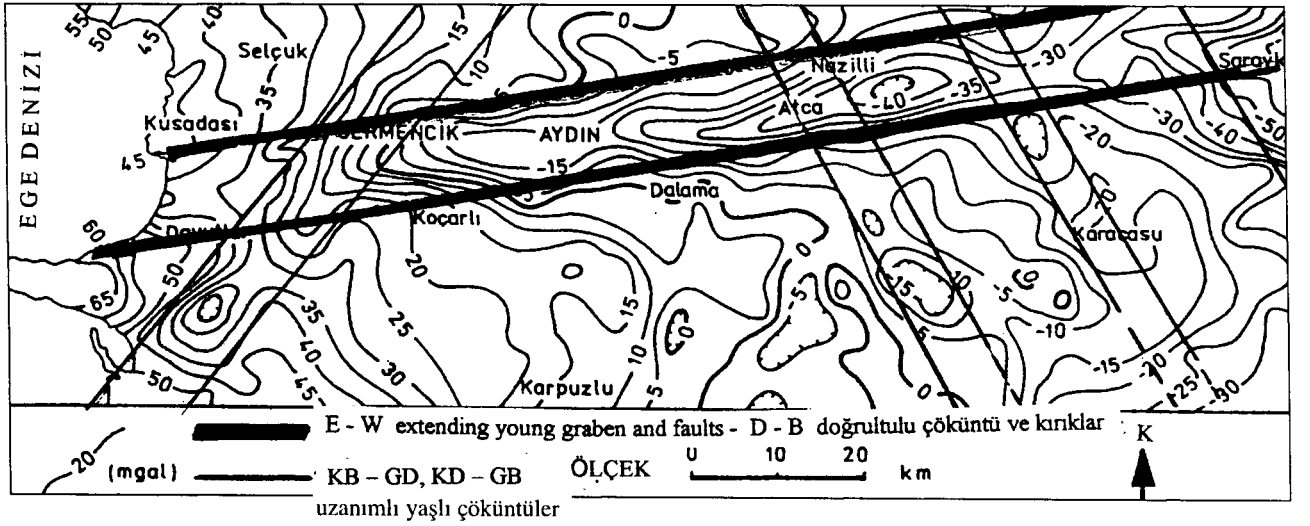 EGE DENİZİ
55
50
45
40
15
0
Selçuk
35
10
-5
-30
Nazilli
Kuşadası
-40
-35
Atca
GERMENCİK
AYDIN
-20
-40
-50
45
-15
Dalama
Koçarlı
Karacasu
60
50
20
0
65
15
-5
-15
10
-5
-10
35
25
40
30
45
50
Karpuzlu
10
-5
0
5
0
-15
-20
-25
-30
E - W extending young graben and faults - D - B doğrultulu çöküntü ve kırıklar
K
20
(mgal)
KB – GD, KD – GB
ÖLÇEK
0 10 20 km
uzanımlı yaşlı çöküntüler